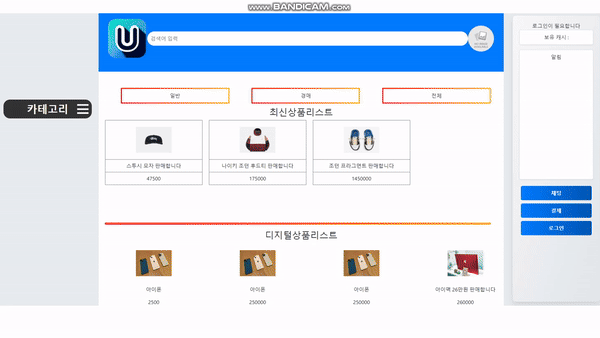 www.BANDICAM.com
U
검색어 입력
로그인이 필요합니다
보유 캐시 :
알림
일반
경매
전체
카테고리
최신상품리스트
스투시 모자 판매합니다
나이키 조던 후드티 판매합니다
조던 프라그먼트 판매합니다
47500
175000
1450000
채팅
결제
로그인
디지털상품리스트
아이폰
아이폰
아이폰
아이맥 26만원 판매합니다
2500
250000
250000
260000